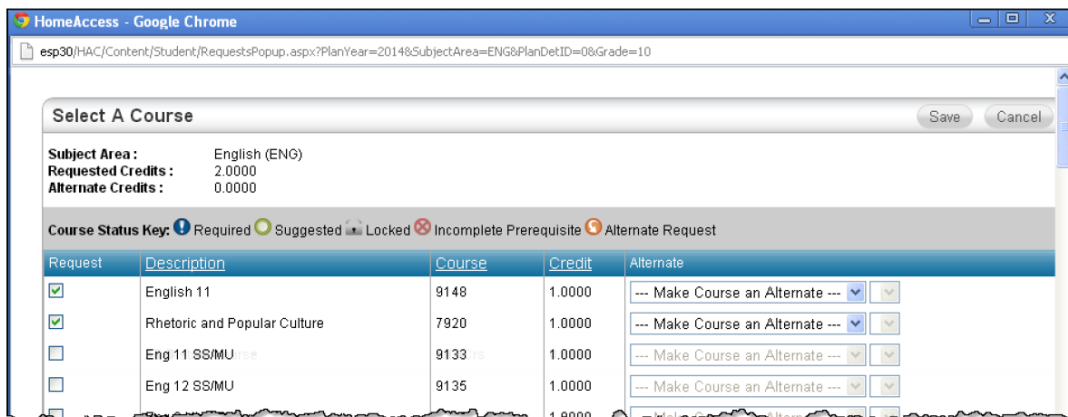 HomeAccess - Google Chrome
esp30/HAC/Content/Student/RequestsPopup.aspx?PlanYear=2014&SubjectArea=ENG&PlanDetID=0&Grade=10
Select A Course Save Cancel
Subject Area : English (ENG)
Requested Credits : 2.0000
Alternate Credits : 0.0000
Course Status Key: Required Suggested Locked Incomplete Prerequisite Alternate Request
Request Description Course Credit Alternate
English 11 9148 1.0000 --- Make Course an Alternate ---
Rhetoric and Popular Culture 7920 1.0000 --- Make Course an Alternate ---
Eng 11 SS/MU 9133 1.0000 --- Make Course an Alternate ---
Eng 12 SS/MU 9135 1.0000 --- Make Course an Alternate ---